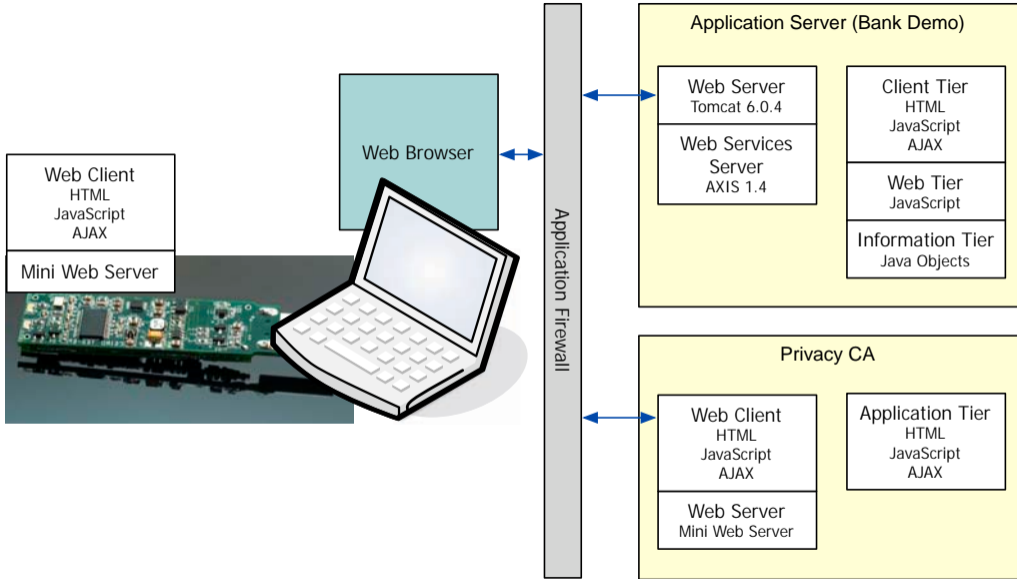 Web Client
HTML
JavaScript
AJAX
Mini Web Server
Web Browser
Application Firewall
Application Server (Bank Demo)
Web Server
Tomcat 6.0.4
Web Services
Server
AXIS 1.4
Client Tier
HTML
JavaScript
AJAX
Web Tier
JavaScript
Information Tier
Java Objects
Privacy CA
Web Client
HTML
JavaScript
AJAX
Web Server
Mini Web Server
Application Tier
HTML
JavaScript
AJAX